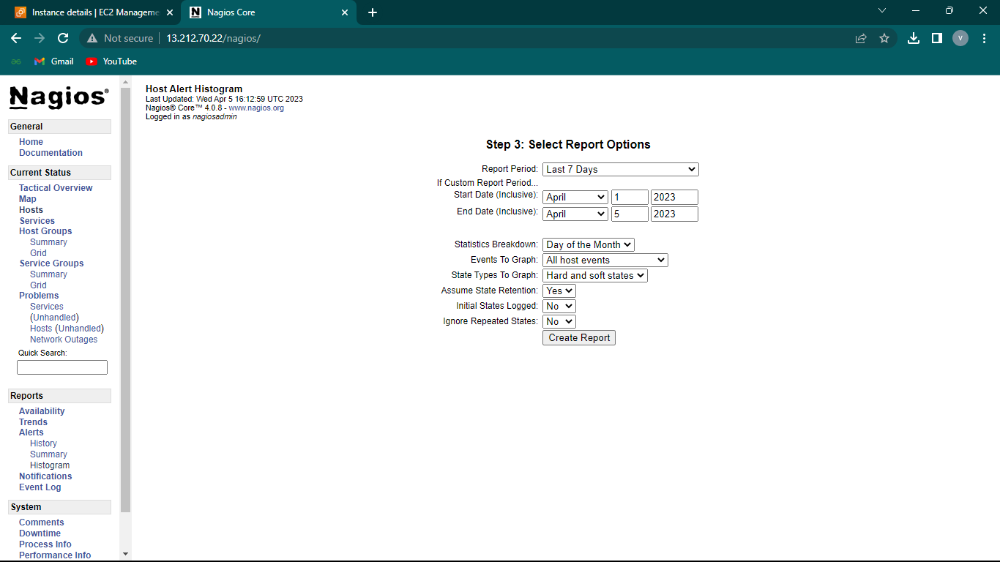 Instance details | EC2 Manageme
Nagios Core
Not secure
13.212.70.22/nagios/
V
Gmail
YouTube
Nagios®
General
Home
Documentation
Current Status
Tactical Overview
Map
Hosts
Services
Host Groups
Summary
Grid
Service Groups
Summary
Grid
Problems
Services
(Unhandled)
Hosts (Unhandled)
Network Outages
Quick Search:
Reports
Availability
Trends
Alerts
History
Summary
Histogram
Notifications
Event Log
System
Comments
Downtime
Process Info
Performance Info
Host Alert Histogram
Last Updated: Wed Apr 5 16:12:59 UTC 2023
Nagios® Core™ 4.0.8 - www.nagios.org
Logged in as nagiosadmin
Step 3: Select Report Options
Report Period: Last 7 Days
If Custom Report Period...
Start Date (Inclusive): April 1 2023
End Date (Inclusive): April 5 2023
Statistics Breakdown: Day of the Month
Events To Graph: All host events
State Types To Graph: Hard and soft states
Assume State Retention: Yes
Initial States Logged: No
Ignore Repeated States: No
Create Report